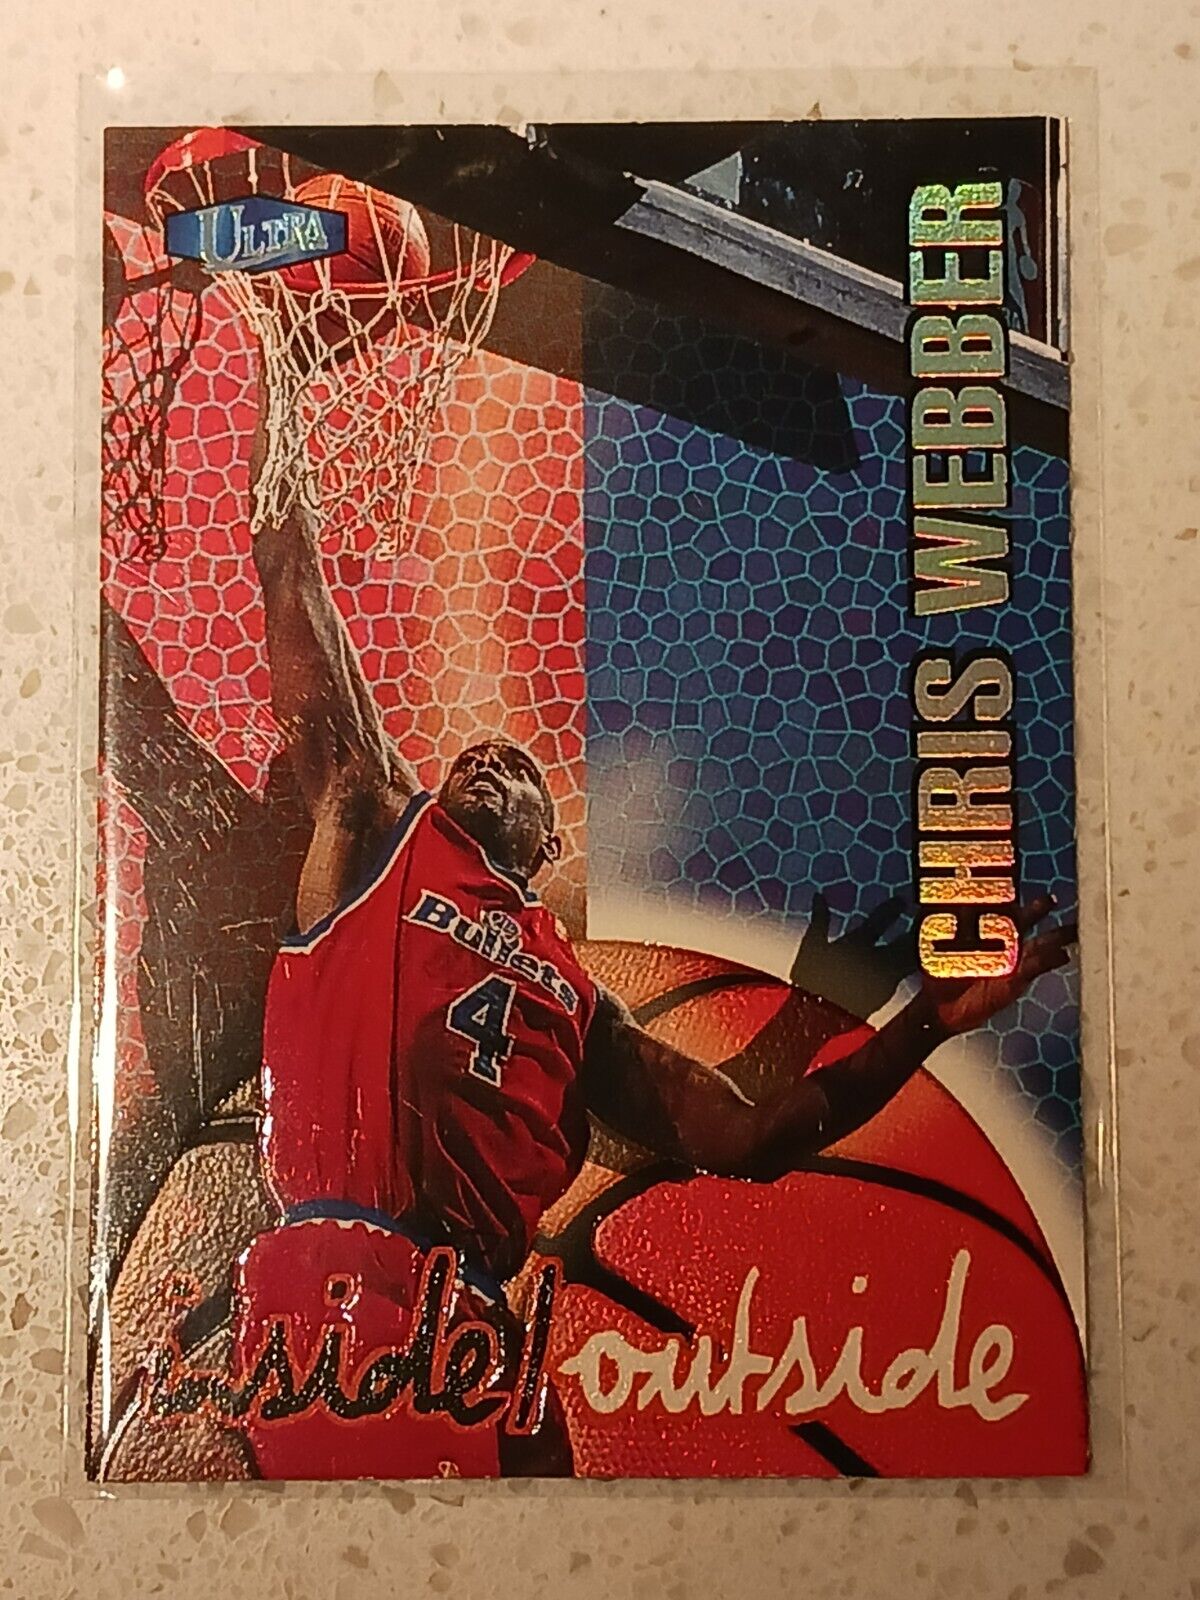 ULTRA
CHRIS WEBBER
Bullets
4
inside/outside